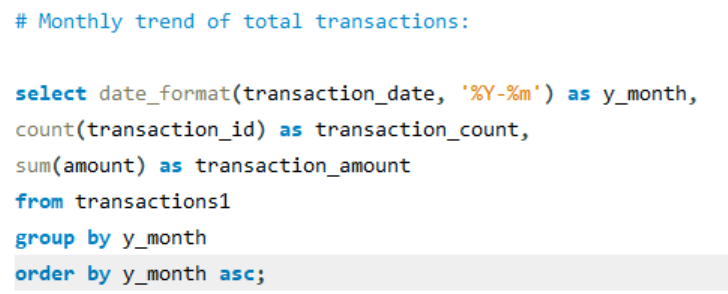 # Monthly trend of total transactions:
select date_format(transaction_date, '%Y-%m') as y_month,
count(transaction_id) as transaction_count,
sum(amount) as transaction_amount
from transactions1
group by y_month
order by y_month asc;